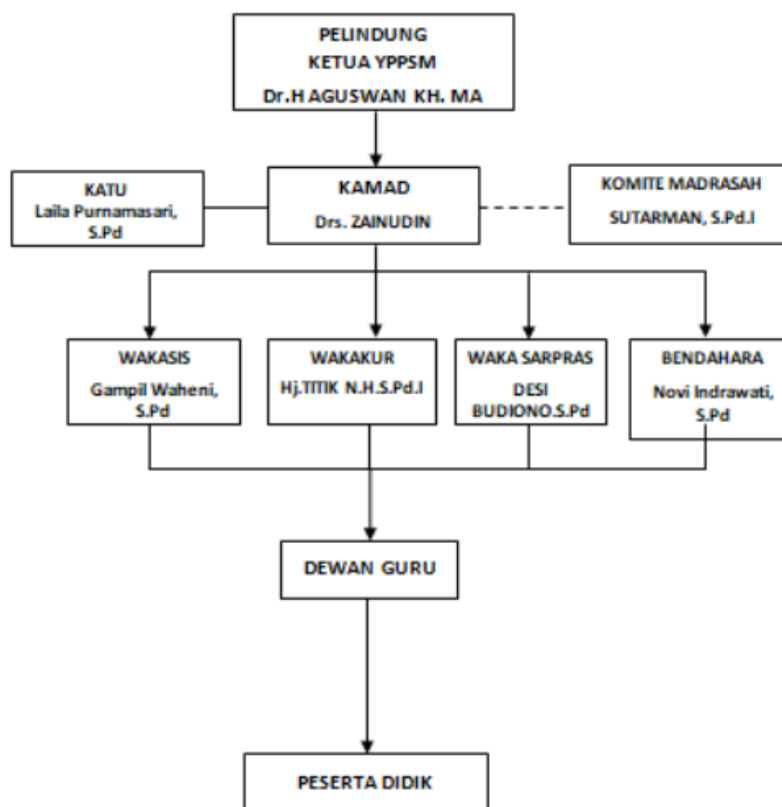 PELINDUNG
KETUA YPPSM
Dr.H AGUSWAN KH. MA
KATU
Laila Purnamasari,
S.Pd
KAMAD
Drs. ZAINUDIN
KOMITE MADRASAH
SUTARMAN, S.Pd.I
WAKASIS
Gampil Waheni,
S.Pd
WAKAKUR
Hj.TITIK N.H.S.Pd.I
WAKA SARPRAS
DESI
BUDIONO.S.Pd
BENDAHARA
Novi Indrawati,
S.Pd
DEWAN GURU
PESERTA DIDIK